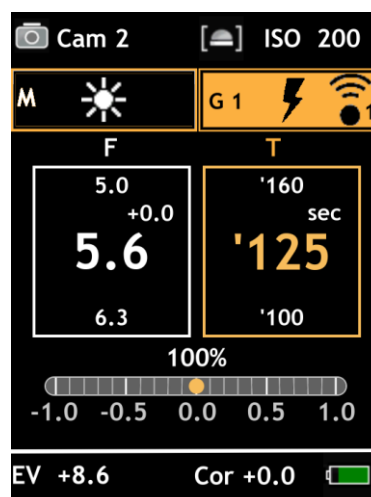 Cam 2 ISO 200
M G 1 1
F T
5.0 '160
+0.0 sec
5.6 '125
6.3 '100
100%
-1.0 -0.5 0.0 0.5 1.0
EV +8.6 Cor +0.0